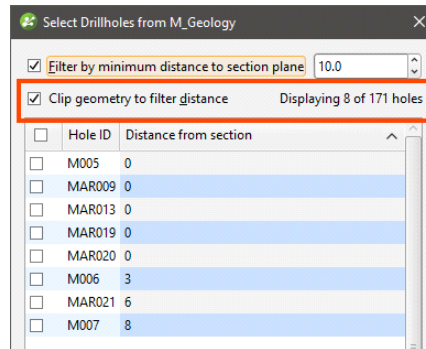 Select Drillholes from M_Geology
Filter by minimum distance to section plane 10.0
Clip geometry to filter distance Displaying 8 of 171 holes
Hole ID Distance from section
M005 0
MAR009 0
MAR013 0
MAR019 0
MAR020 0
M006 3
MAR021 6
M007 8